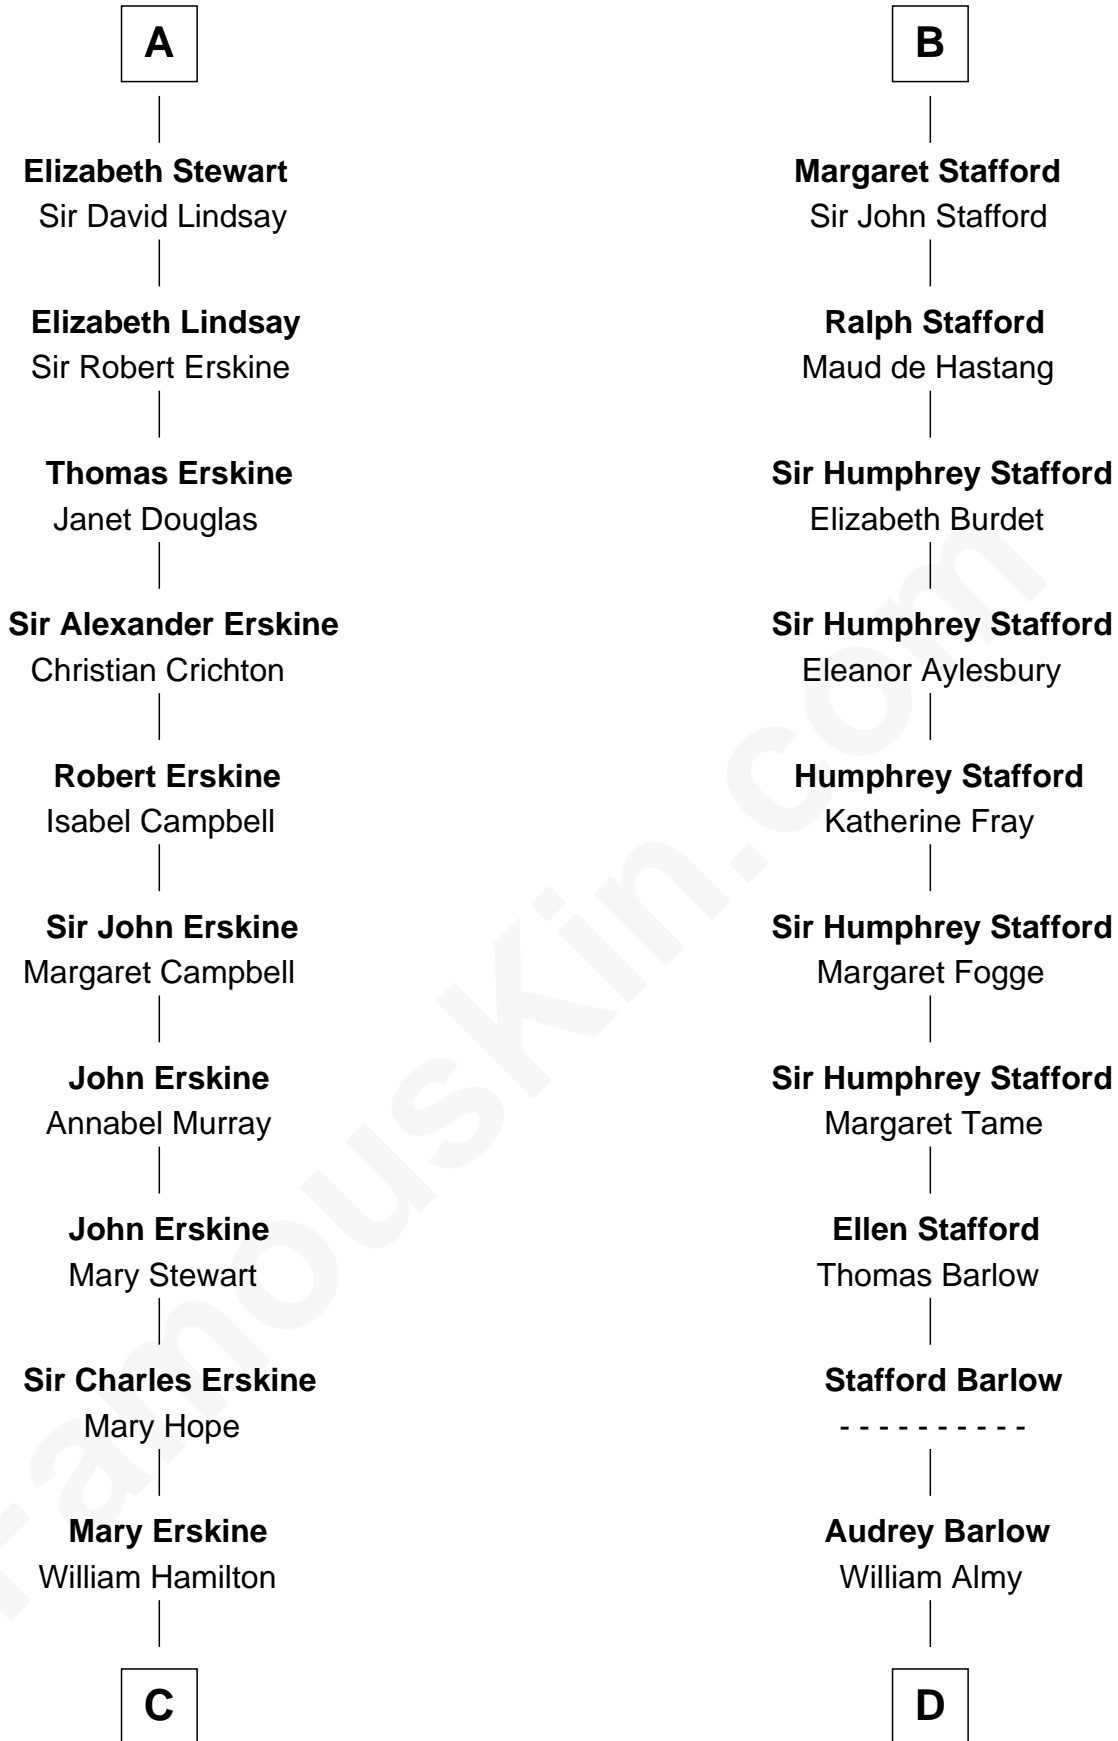 A
Elizabeth Stewart
Sir David Lindsay
Elizabeth Lindsay
Sir Robert Erskine
Thomas Erskine
Janet Douglas
Sir Alexander Erskine
Christian Crichton
Robert Erskine
Isabel Campbell
Sir John Erskine
Margaret Campbell
John Erskine
Annabel Murray
John Erskine
Mary Stewart
Sir Charles Erskine
Mary Hope
Mary Erskine
William Hamilton
C
B
Margaret Stafford
Sir John Stafford
Ralph Stafford
Maud de Hastang
Sir Humphrey Stafford
Elizabeth Burdet
Sir Humphrey Stafford
Eleanor Aylesbury
Humphrey Stafford
Katherine Fray
Sir Humphrey Stafford
Margaret Fogge
Sir Humphrey Stafford
Margaret Tame
Ellen Stafford
Thomas Barlow
Stafford Barlow
- - - - - - - - - -
Audrey Barlow
William Almy
D
FamousKin.com